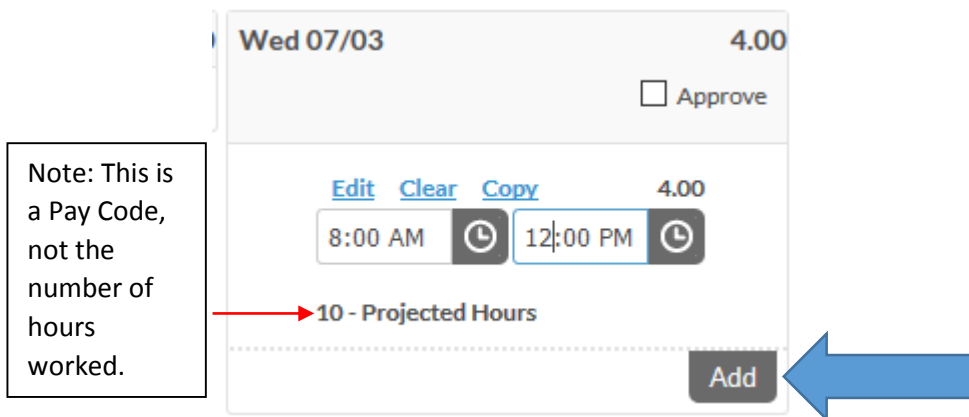 Wed 07/03 4.00
Approve
Note: This is
a Pay Code,
not the
number of
hours
worked.
Edit Clear Copy 4.00
8:00 AM 12:00 PM
10 - Projected Hours
Add